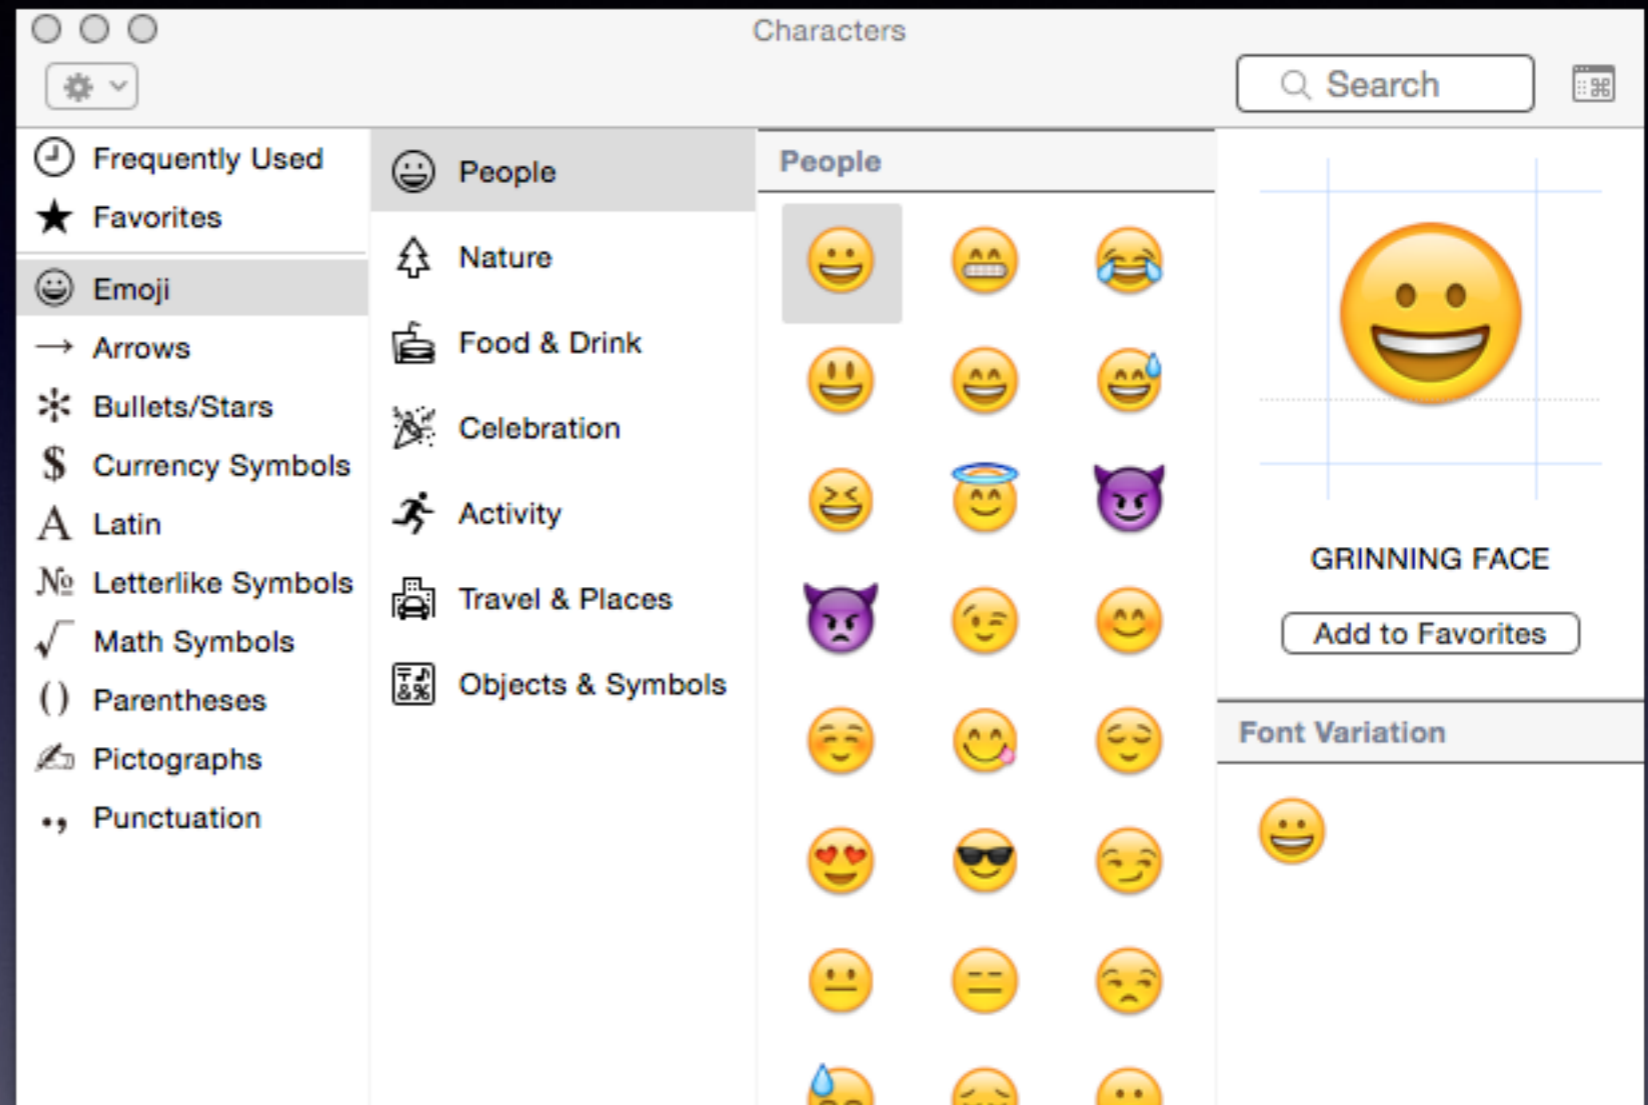 Characters
Search
Frequently Used
Favorites
Emoji
Arrows
Bullets/Stars
Currency Symbols
Latin
Letterlike Symbols
Math Symbols
Parentheses
Pictographs
Punctuation
People
Nature
Food & Drink
Celebration
Activity
Travel & Places
Objects & Symbols
People
GRINNING FACE
Add to Favorites
Font Variation